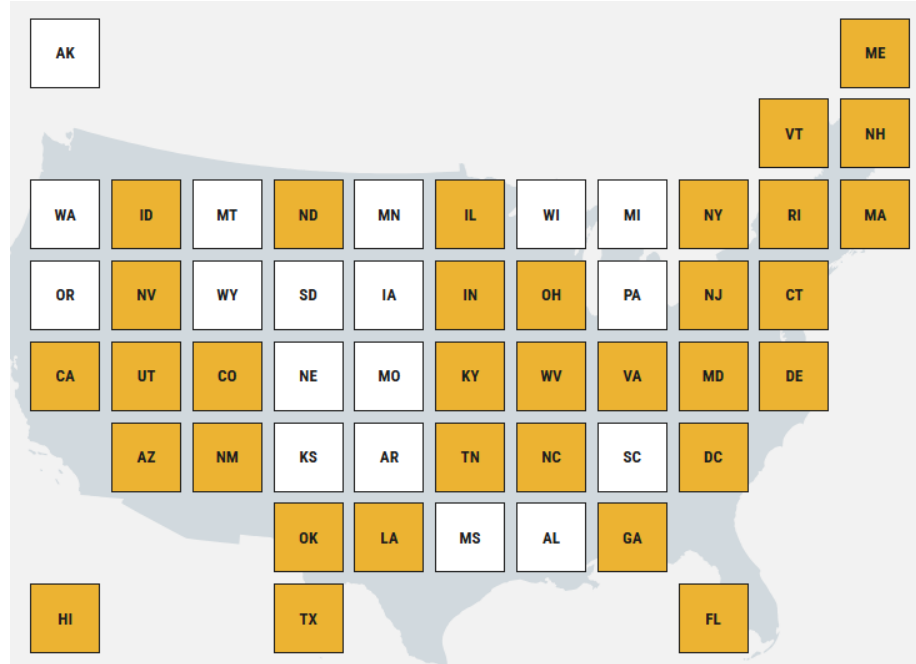 AK ME
VT NH
WA ID MT ND MN IL WI MI NY RI MA
OR NV WY SD IA IN OH PA NJ CT
CA UT CO NE MO KY WV VA MD DE
AZ NM KS AR TN NC SC DC
OK LA MS AL GA
HI TX FL